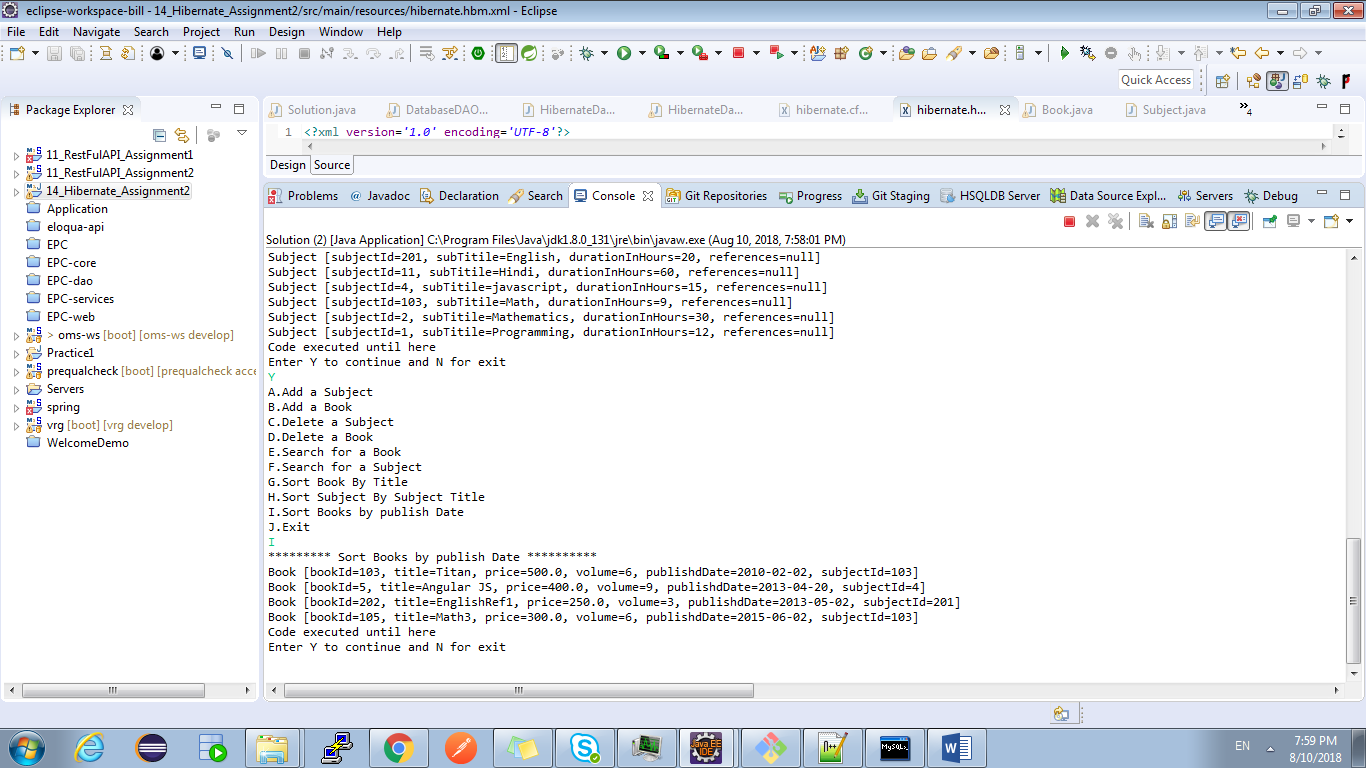 eclipse-workspace-bill - 14_Hibernate_Assignment2/src/main/resources/hibernate.hbm.xml - Eclipse
File Edit Navigate Search Project Run Design Window Help
Quick Access
Package Explorer
11_RestFulAPI_Assignment1
11_RestFulAPI_Assignment2
14_Hibernate_Assignment2
Application
eloqua-api
EPC
EPC-core
EPC-dao
EPC-services
EPC-web
> oms-ws [boot] [oms-ws develop]
Practice1
prequalcheck [boot] [prequalcheck acce
Servers
spring
vrg [boot] [vrg develop]
WelcomeDemo
Solution.java DatabaseDAO... HibernateDa... HibernateDa... hibernate.cf... hibernate.h... Book.java Subject.java »4
1 <?xml version='1.0' encoding='UTF-8'?>
Design Source
Problems @ Javadoc Declaration Search Console Git Repositories Progress Git Staging HSQLDB Server Data Source Expl... Servers Debug
Solution (2) [Java Application] C:\Program Files\Java\jdk1.8.0_131\jre\bin\javaw.exe (Aug 10, 2018, 7:58:01 PM)
Subject [subjectId=201, subTitile=English, durationInHours=20, references=null]
Subject [subjectId=11, subTitile=Hindi, durationInHours=60, references=null]
Subject [subjectId=4, subTitile=javascript, durationInHours=15, references=null]
Subject [subjectId=103, subTitile=Math, durationInHours=9, references=null]
Subject [subjectId=2, subTitile=Mathematics, durationInHours=30, references=null]
Subject [subjectId=1, subTitile=Programming, durationInHours=12, references=null]
Code executed until here
Enter Y to continue and N for exit
Y
A.Add a Subject
B.Add a Book
C.Delete a Subject
D.Delete a Book
E.Search for a Book
F.Search for a Subject
G.Sort Book By Title
H.Sort Subject By Subject Title
I.Sort Books by publish Date
J.Exit
I
********* Sort Books by publish Date **********
Book [bookId=103, title=Titan, price=500.0, volume=6, publishdDate=2010-02-02, subjectId=103]
Book [bookId=5, title=Angular JS, price=400.0, volume=9, publishdDate=2013-04-20, subjectId=4]
Book [bookId=202, title=EnglishRef1, price=250.0, volume=3, publishdDate=2013-05-02, subjectId=201]
Book [bookId=105, title=Math3, price=300.0, volume=6, publishdDate=2015-06-02, subjectId=103]
Code executed until here
Enter Y to continue and N for exit
EN
7:59 PM
8/10/2018